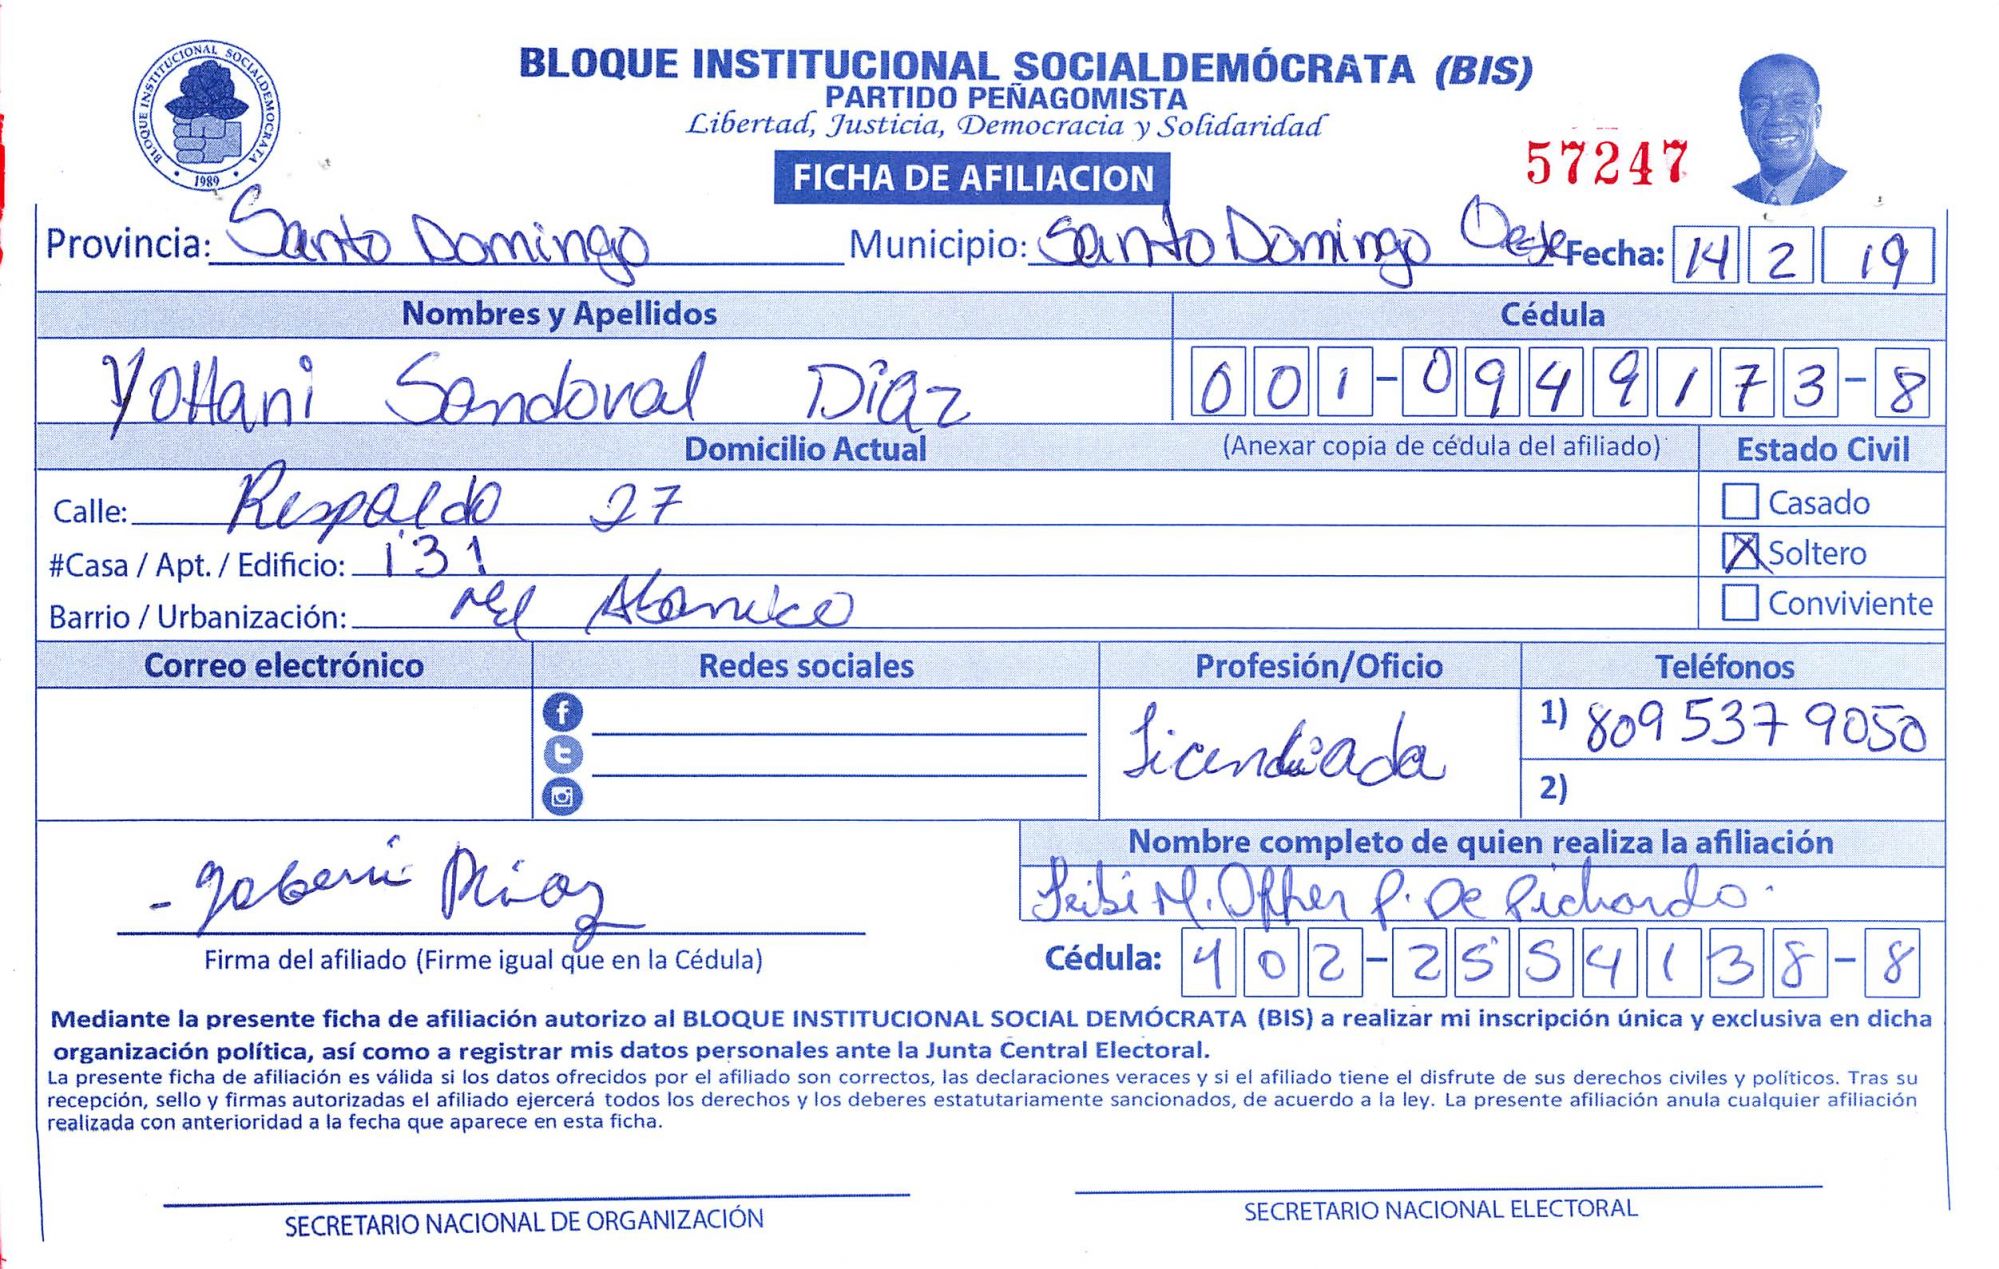 BLOQUE INSTITUCIONAL SOCIALDEMOCRATA
1989
BLOQUE INSTITUCIONAL SOCIALDEMÓCRATA (BIS)
PARTIDO PEÑAGOMISTA
Libertad, Justicia, Democracia y Solidaridad
57247
FICHA DE AFILIACION
Provincia: Santo Domingo Municipio: Santo Domingo Oeste Fecha: 14 2 19
Nombres y Apellidos Cédula
Yohani Sandoval Diaz 001-0949173-8
Domicilio Actual (Anexar copia de cédula del afiliado) Estado Civil
Calle: Respaldo 27 Casado
#Casa / Apt. / Edificio: 131 X Soltero
Barrio / Urbanización: Conviviente
Correo electrónico Redes sociales Profesión/Oficio Teléfonos
Licendiada 1) 809 537 9050
2)
Nombre completo de quien realiza la afiliación
Diaz M. P. De Pichardo
Firma del afiliado (Firme igual que en la Cédula) Cédula: 402-2554138-8
Mediante la presente ficha de afiliación autorizo al BLOQUE INSTITUCIONAL SOCIAL DEMÓCRATA (BIS) a realizar mi inscripción única y exclusiva en dicha
organización política, así como a registrar mis datos personales ante la Junta Central Electoral.
La presente ficha de afiliación es válida si los datos ofrecidos por el afiliado son correctos, las declaraciones veraces y si el afiliado tiene el disfrute de sus derechos civiles y políticos. Tras su
recepción, sello y firmas autorizadas el afiliado ejercerá todos los derechos y los deberes estatutariamente sancionados, de acuerdo a la ley. La presente afiliación anula cualquier afiliación
realizada con anterioridad a la fecha que aparece en esta ficha.
SECRETARIO NACIONAL DE ORGANIZACIÓN SECRETARIO NACIONAL ELECTORAL